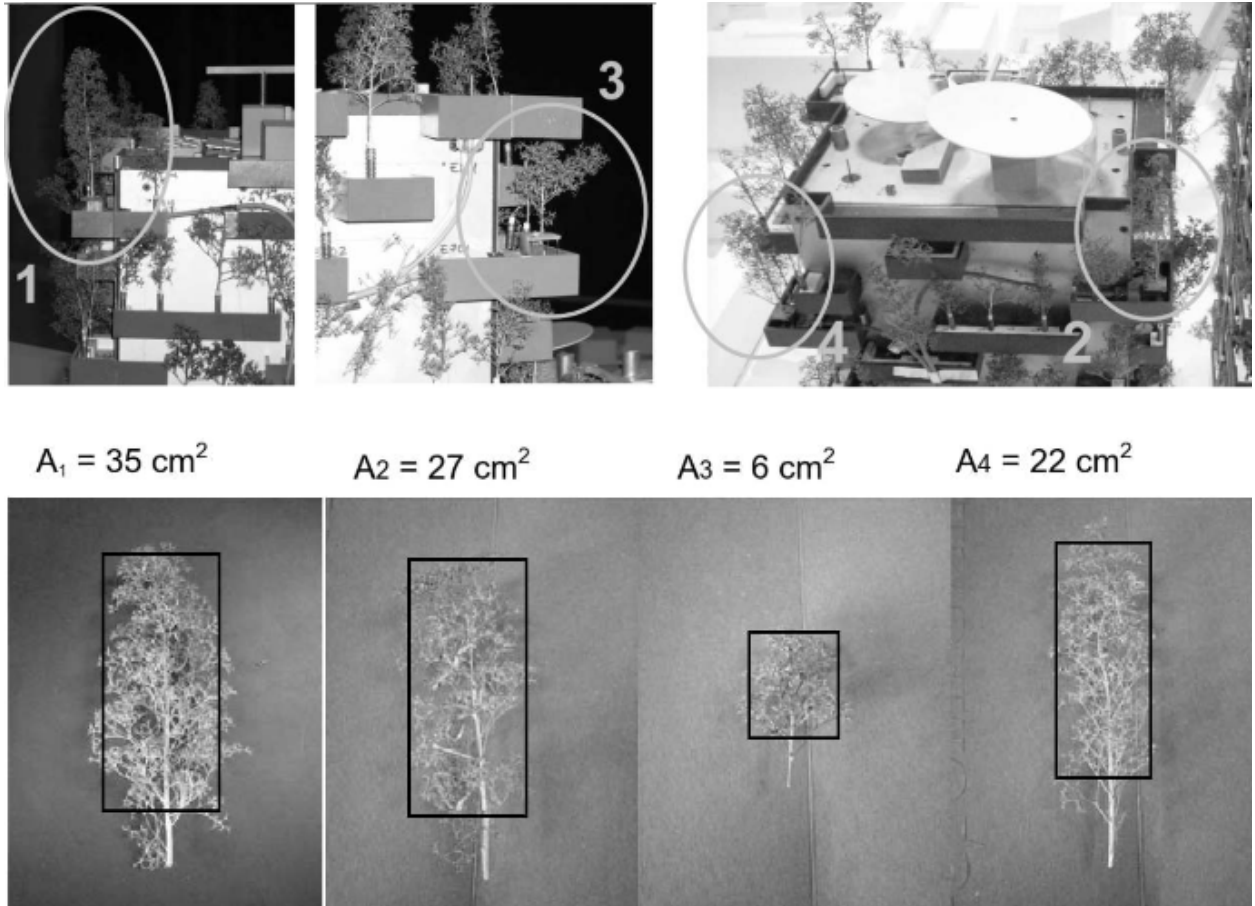 1
3
4
2
A₁ = 35 cm²
A2 = 27 cm²
A3 = 6 cm²
A4 = 22 cm²